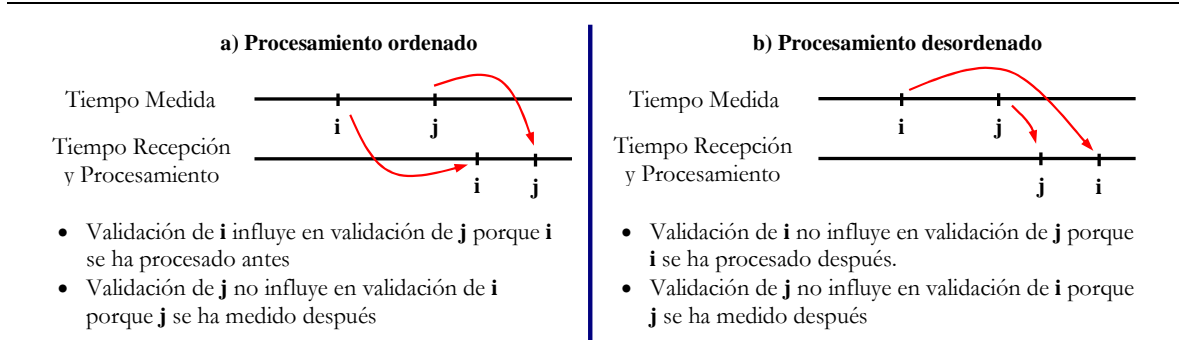 a) Procesamiento ordenado
Tiempo Medida
i
j
Tiempo Recepción
y Procesamiento
i
j
• Validación de i influye en validación de j porque i
se ha procesado antes
• Validación de j no influye en validación de i
porque j se ha medido después
b) Procesamiento desordenado
Tiempo Medida
i
j
Tiempo Recepción
y Procesamiento
j
i
• Validación de i no influye en validación de j porque
i se ha procesado después.
• Validación de j no influye en validación de i porque
j se ha medido después